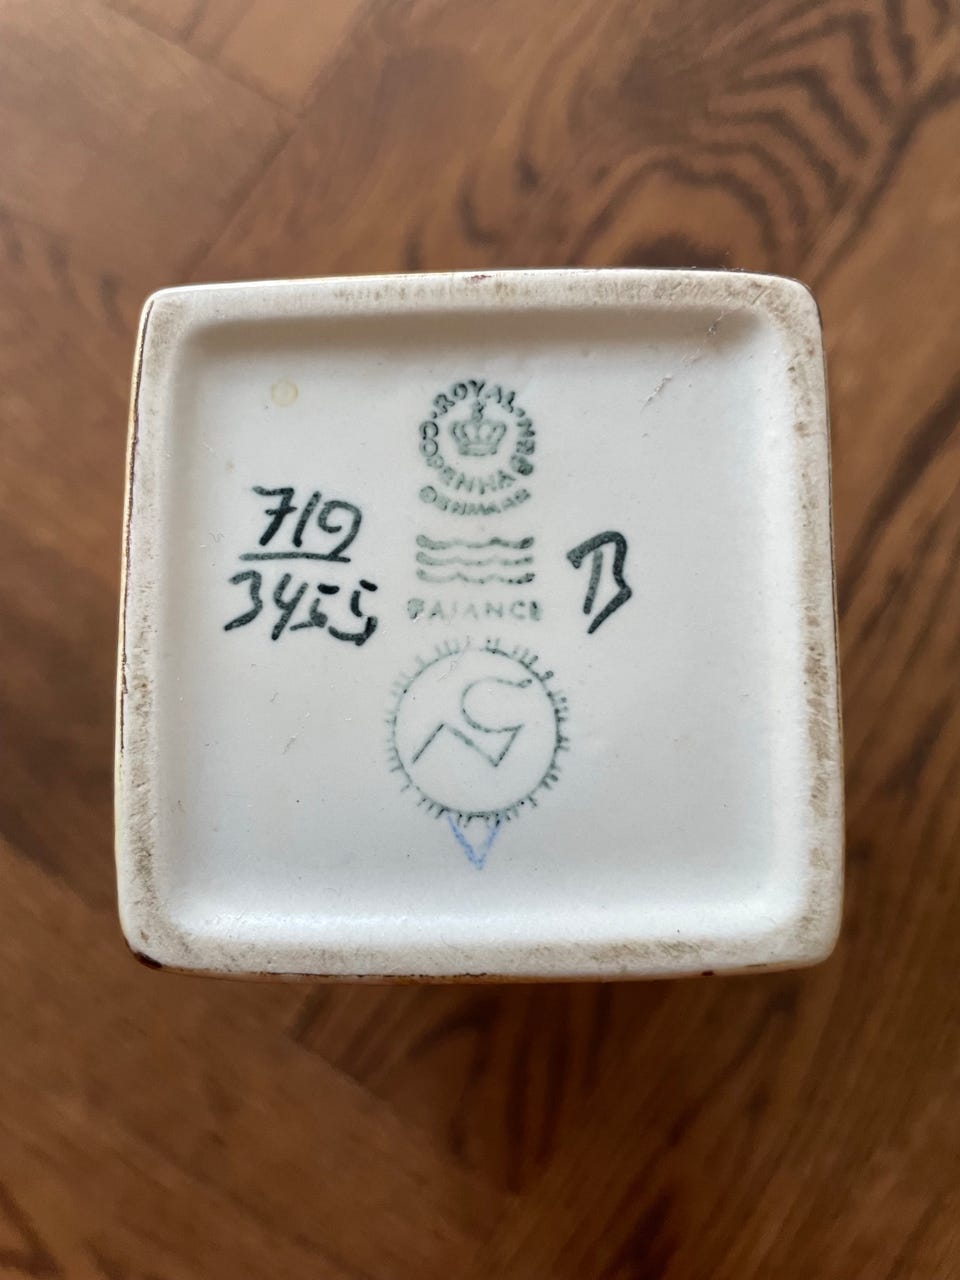 ROYAL COPENHAGEN
DENMARK
719
3455
B
FAJANCE